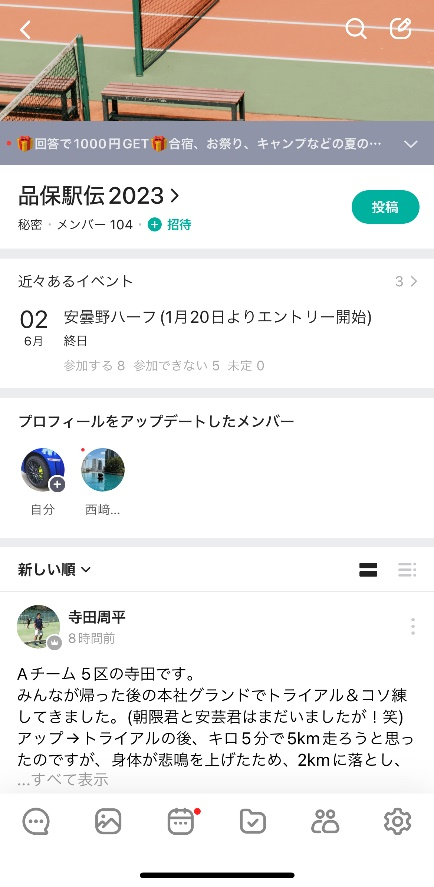 🎁回答で1000円GET🎁合宿、お祭り、キャンプなどの夏の…
品保駅伝2023
投稿
秘密・メンバー 104・招待
近々あるイベント
3
02
6月
安曇野ハーフ (1月20日よりエントリー開始)
終日
参加する 8 参加できない 5 未定 0
プロフィールをアップデートしたメンバー
自分
西﨑...
新しい順
寺田周平
8時間前
Aチーム 5区の寺田です。
みんなが帰った後の本社グランドでトライアル＆コソ練
してきました。(朝隈君と安芸君はまだいましたが！笑)
アップ→トライアルの後、キロ5分で5km走ろうと思っ
たのですが、身体が悲鳴を上げたため、2kmに落とし、
...すべて表示